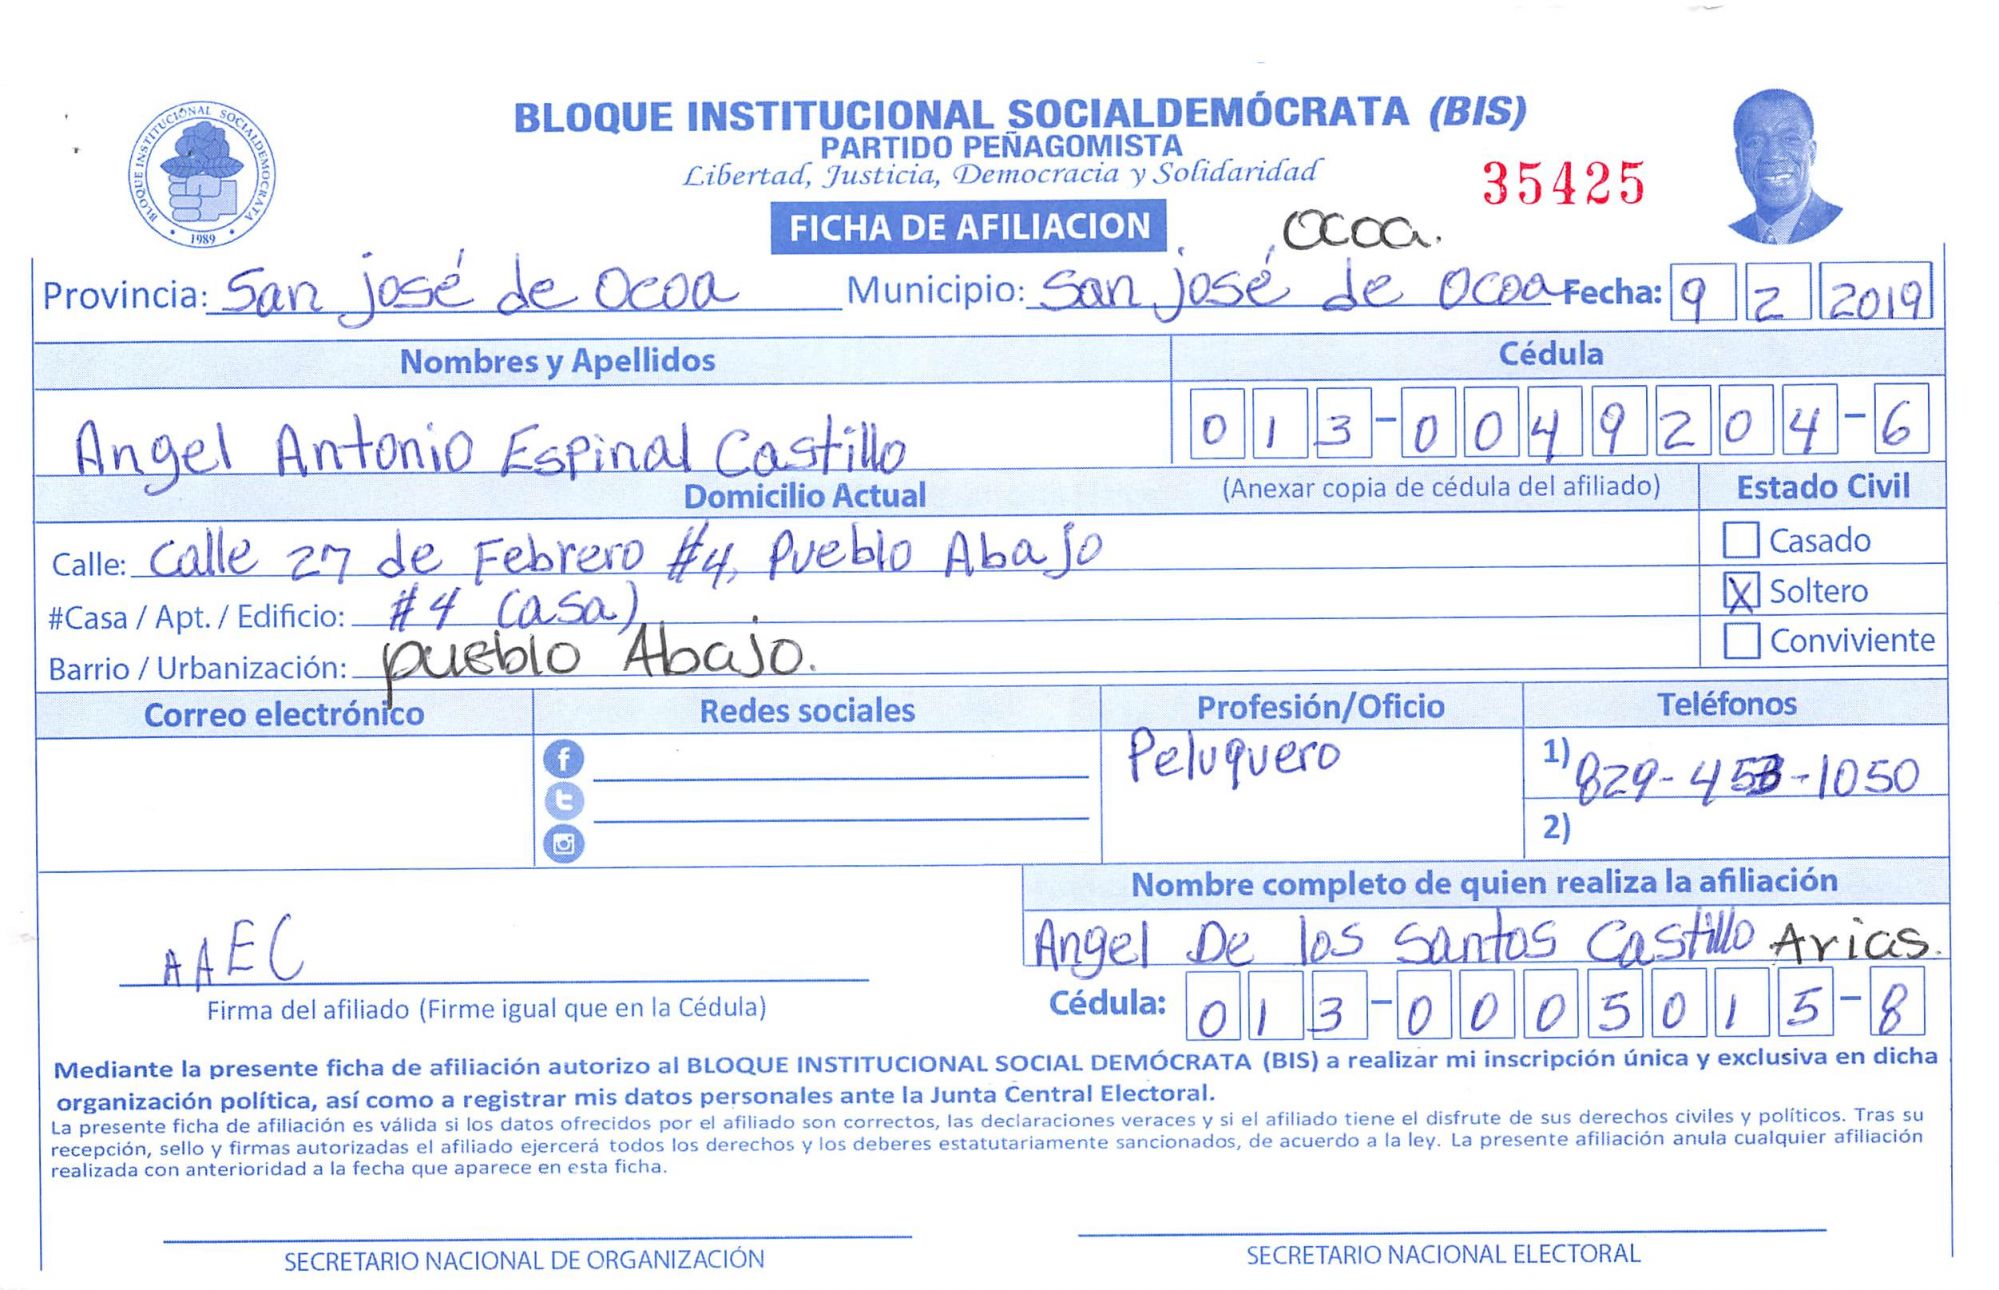 BLOQUE INSTITUCIONAL SOCIALDEMÓCRATA (BIS)
PARTIDO PEÑAGOMISTA
Libertad, Justicia, Democracia y Solidaridad
BLOQUE INSTITUCIONAL SOCIALDEMOCRATA
• 1989 •
35425
FICHA DE AFILIACION
Ocoa.
Provincia: San José de Ocoa Municipio: San José de Ocoa Fecha: 9 2 2019
Nombres y Apellidos Cédula
Angel Antonio Espinal Castillo 013-0049204-6
Domicilio Actual (Anexar copia de cédula del afiliado) Estado Civil
Calle: Calle 27 de Febrero #4, Pueblo Abajo Casado
#Casa / Apt. / Edificio: #4 Casa) X Soltero
Barrio / Urbanización: pueblo Abajo. Conviviente
Correo electrónico Redes sociales Profesión/Oficio Teléfonos
Peluquero 1) 829-453-1050
2)
Nombre completo de quien realiza la afiliación
AAEC Angel De los Santos Castillo Arias.
Firma del afiliado (Firme igual que en la Cédula) Cédula: 013-0005015-8
Mediante la presente ficha de afiliación autorizo al BLOQUE INSTITUCIONAL SOCIAL DEMÓCRATA (BIS) a realizar mi inscripción única y exclusiva en dicha
organización política, así como a registrar mis datos personales ante la Junta Central Electoral.
La presente ficha de afiliación es válida si los datos ofrecidos por el afiliado son correctos, las declaraciones veraces y si el afiliado tiene el disfrute de sus derechos civiles y políticos. Tras su
recepción, sello y firmas autorizadas el afiliado ejercerá todos los derechos y los deberes estatutariamente sancionados, de acuerdo a la ley. La presente afiliación anula cualquier afiliación
realizada con anterioridad a la fecha que aparece en esta ficha.
SECRETARIO NACIONAL DE ORGANIZACIÓN SECRETARIO NACIONAL ELECTORAL